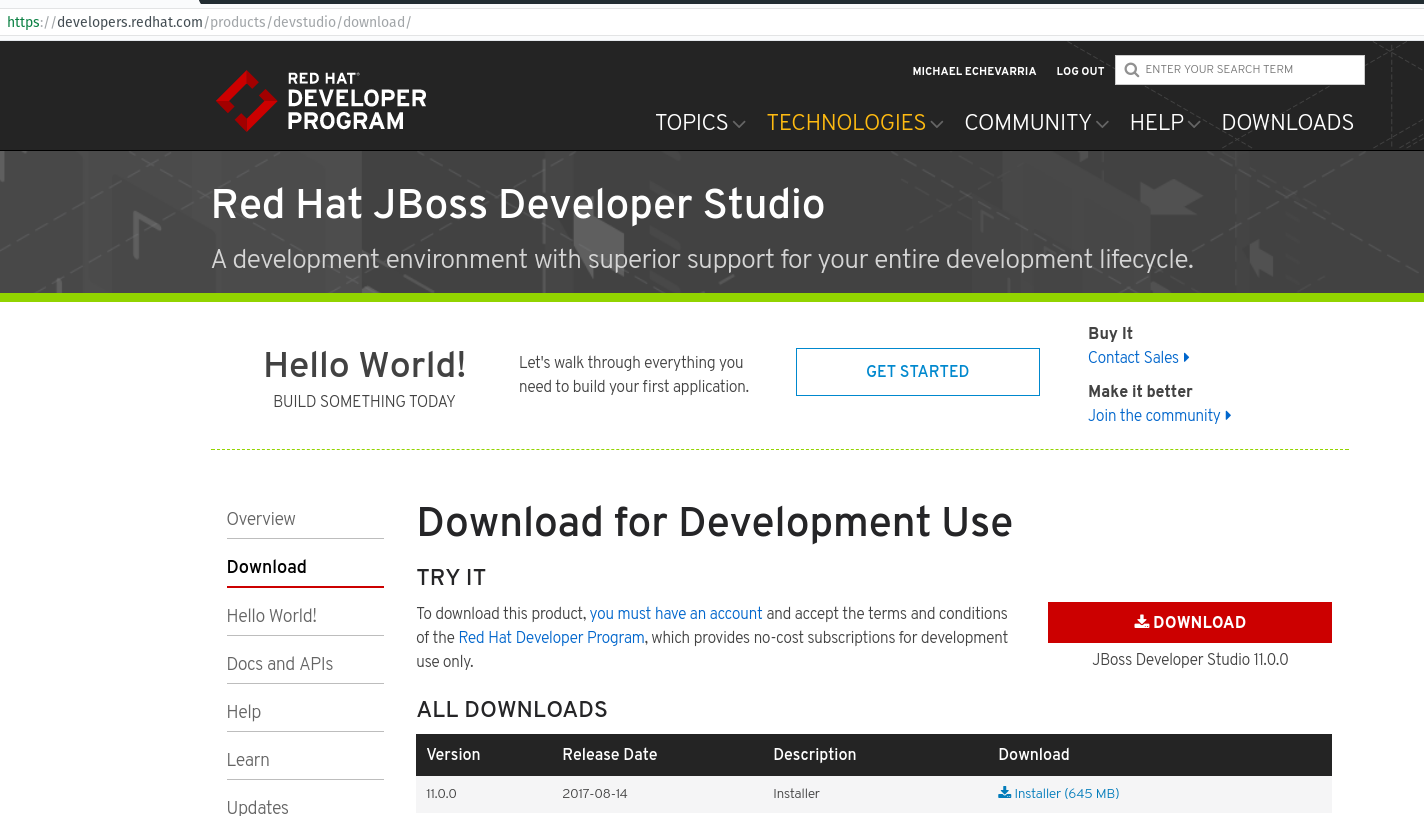 https://developers.redhat.com/products/devstudio/download/
MICHAEL ECHEVARRIA LOG OUT ENTER YOUR SEARCH TERM
RED HAT®
DEVELOPER
PROGRAM
TOPICS TECHNOLOGIES COMMUNITY HELP DOWNLOADS
Red Hat JBoss Developer Studio
A development environment with superior support for your entire development lifecycle.
Hello World!
BUILD SOMETHING TODAY
Let's walk through everything you
need to build your first application.
GET STARTED
Buy It
Contact Sales
Make it better
Join the community
Overview
Download
Hello World!
Docs and APIs
Help
Learn
Updates
Download for Development Use
TRY IT
To download this product, you must have an account and accept the terms and conditions
of the Red Hat Developer Program, which provides no-cost subscriptions for development
use only.
DOWNLOAD
JBoss Developer Studio 11.0.0
ALL DOWNLOADS
Version Release Date Description Download
11.0.0 2017-08-14 Installer Installer (645 MB)